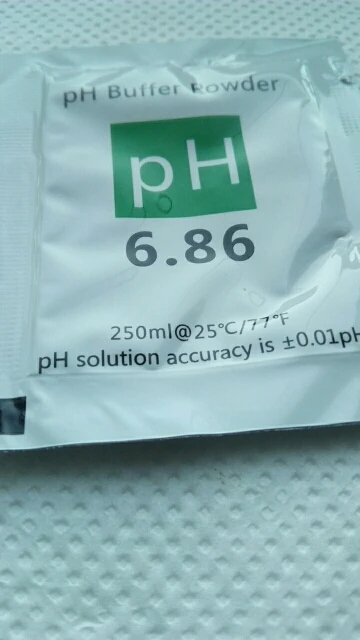 pH Buffer Powder
pH
6.86
250ml@25°C/77°F
pH solution accuracy is ±0.01pH